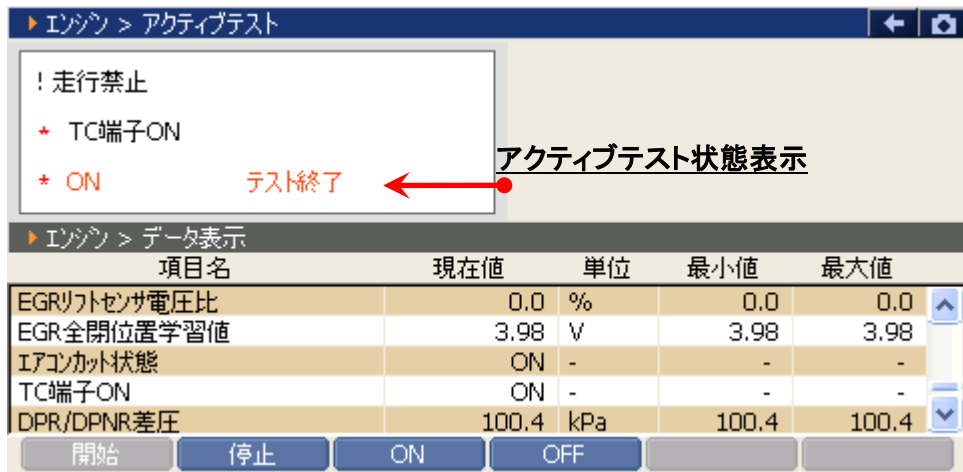 エンジン > アクティブテスト
! 走行禁止
* TC端子ON
アクティブテスト状態表示
* ON テスト終了
エンジン > データ表示
項目名 現在値 単位 最小値 最大値
EGRリフトセンサ電圧比 0.0 % 0.0 0.0
EGR全閉位置学習値 3.98 V 3.98 3.98
エアコンカット状態 ON - - -
TC端子ON ON - - -
DPR/DPNR差圧 100.4 kPa 100.4 100.4
開始 停止 ON OFF